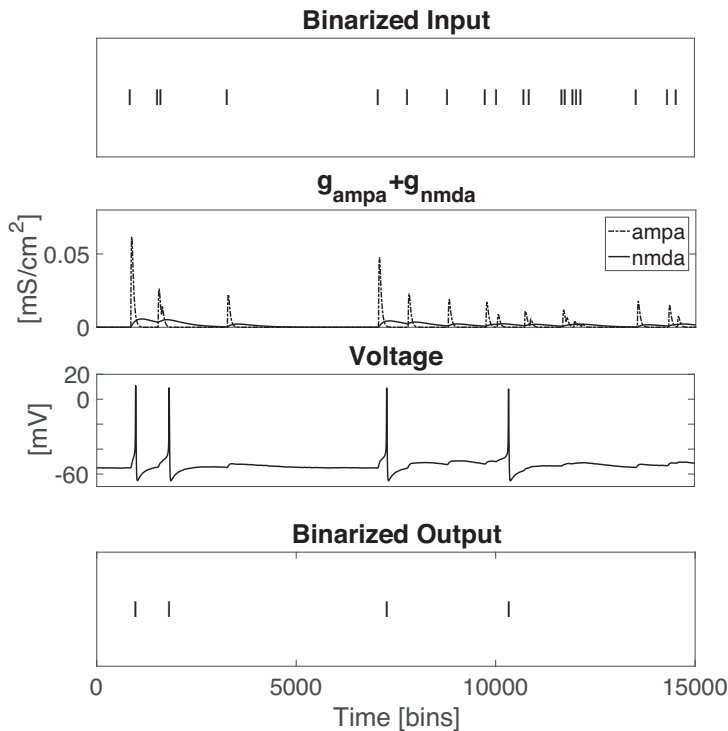 Binarized Input
g_ampa+g_nmda
[mS/cm²]
0.05
0
ampa
nmda
Voltage
[mV]
20
0
-60
Binarized Output
0 5000 10000 15000
Time [bins]